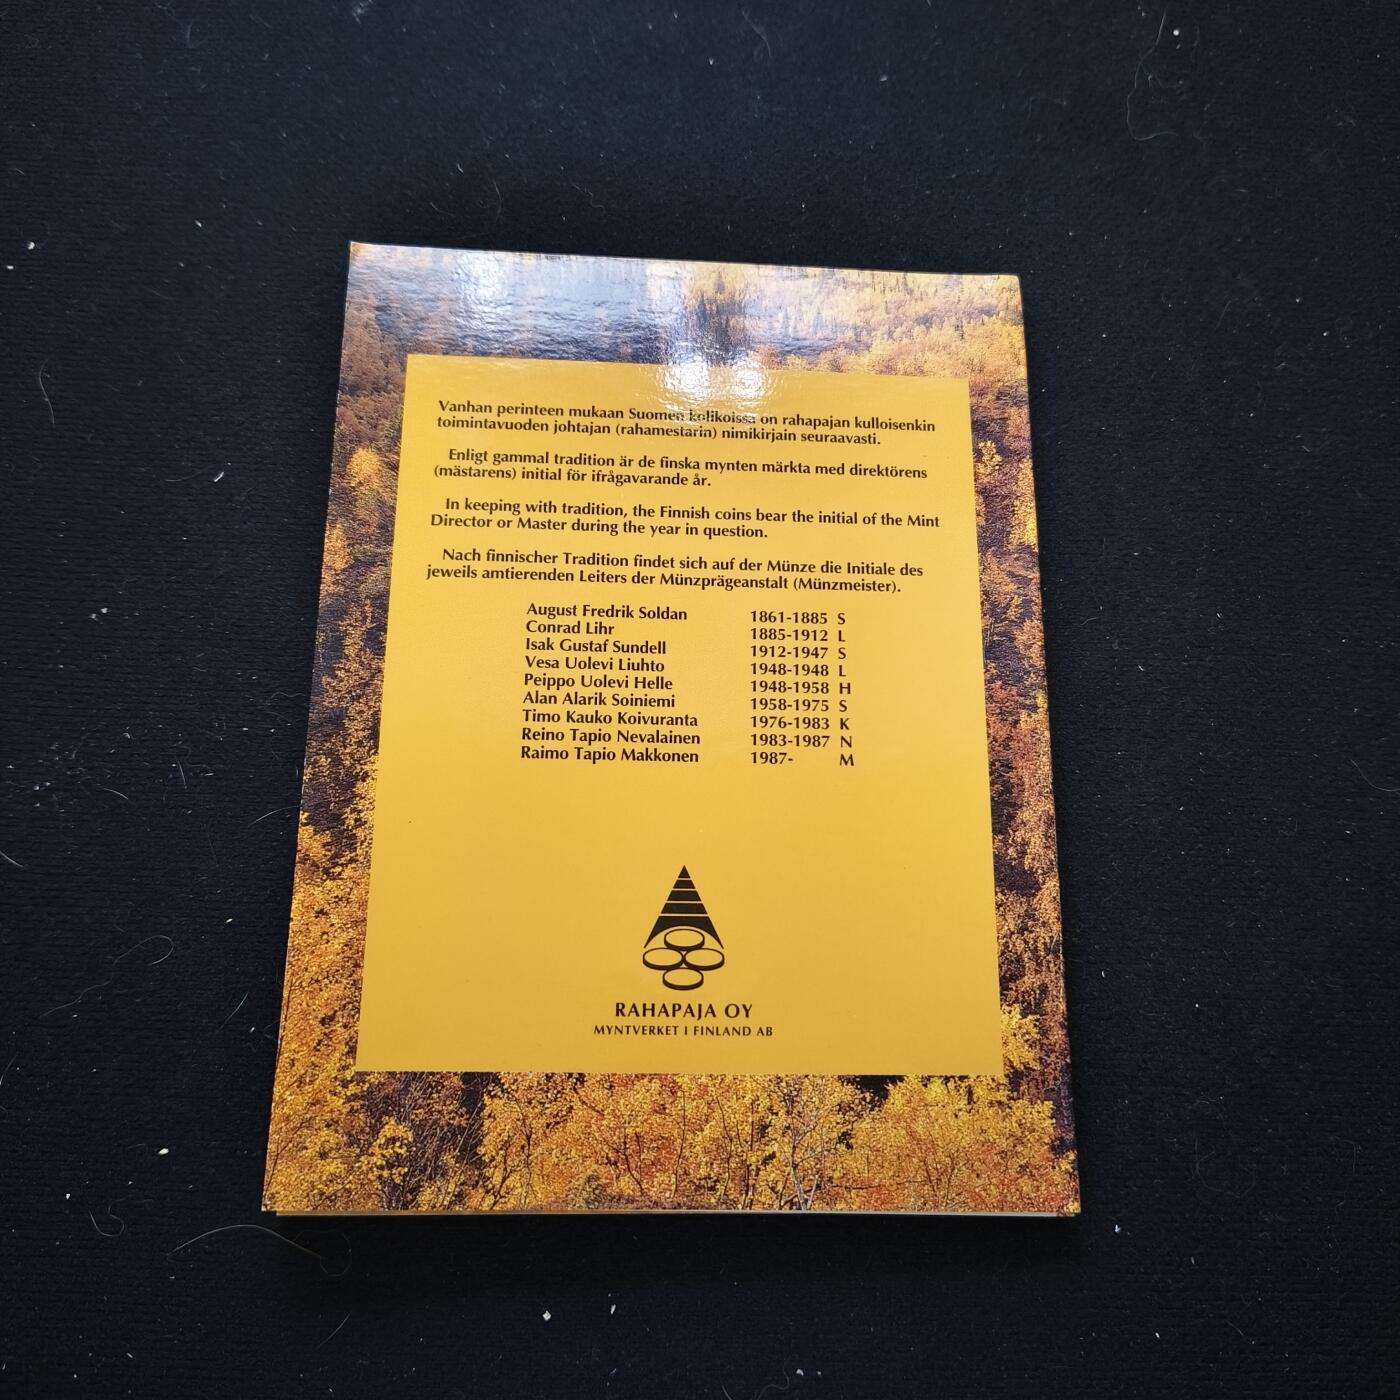 Vanhan perinteen mukaan Suomen kolikoissa on rahapajan kulloisenkin
toimintavuoden johtajan (rahamestarin) nimikirjain seuraavasti.
Enligt gammal tradition är de finska mynten märkta med direktörens
(mästarens) initial för ifrågavarande år.
In keeping with tradition, the Finnish coins bear the initial of the Mint
Director or Master during the year in question.
Nach finnischer Tradition findet sich auf der Münze die Initiale des
jeweils amtierenden Leiters der Münzprägeanstalt (Münzmeister).
August Fredrik Soldan 1861-1885 S
Conrad Lihr 1885-1912 L
Isak Gustaf Sundell 1912-1947 S
Vesa Uolevi Liuhto 1948-1948 L
Peippo Uolevi Helle 1948-1958 H
Alan Alarik Soiniemi 1958-1975 S
Timo Kauko Koivuranta 1976-1983 K
Reino Tapio Nevalainen 1983-1987 N
Raimo Tapio Makkonen 1987- M
RAHAPAJA OY
MYNTVERKET I FINLAND AB